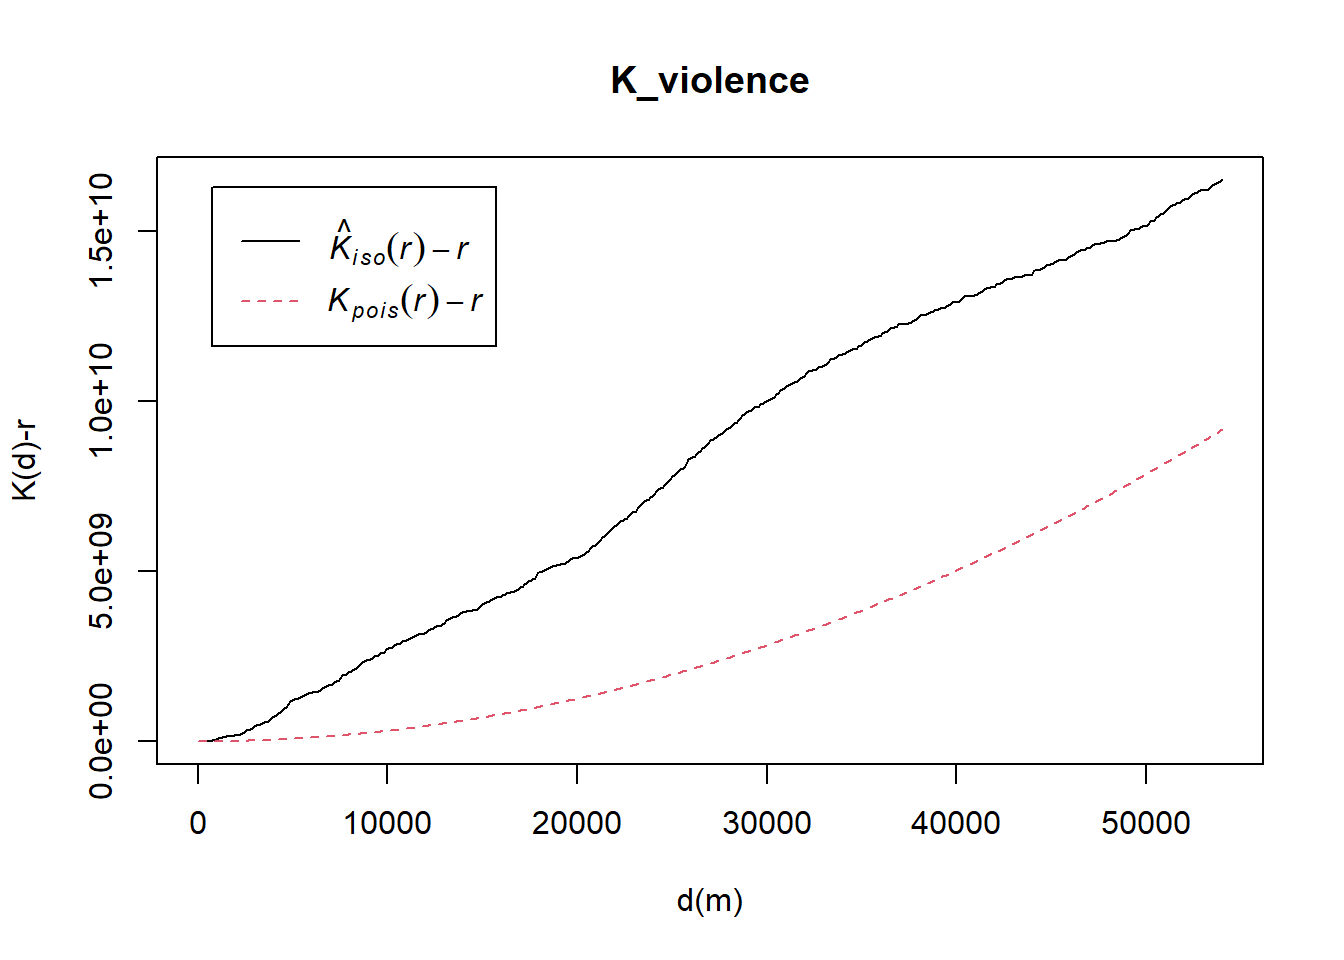 K_violence
K̂iso(r) – r
Kpois(r) – r
K(d)-r
1.5e+10
1.0e+10
5.0e+09
0.0e+00
0 10000 20000 30000 40000 50000
d(m)